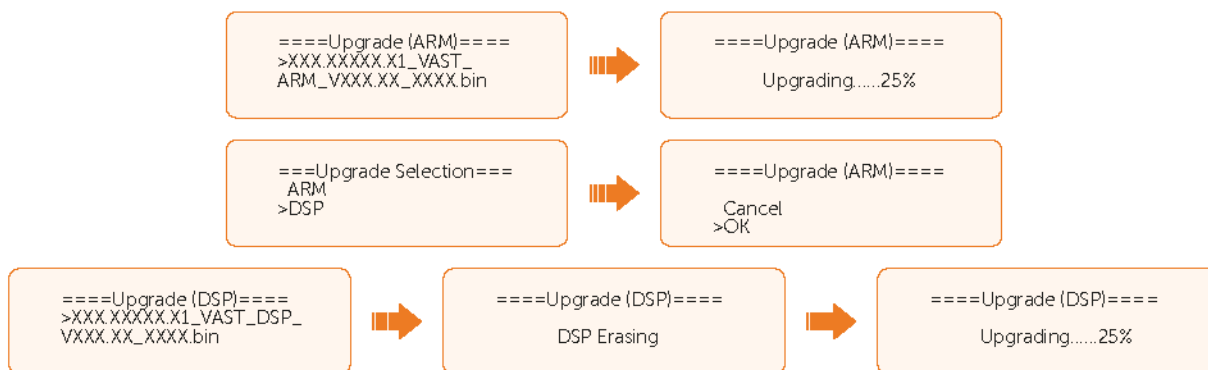 ====Upgrade (ARM)====
>XXX.XXXXX.X1_VAST_
ARM_VXXX.XX_XXXX.bin
====Upgrade (ARM)====
Upgrading......25%
===Upgrade Selection===
ARM
>DSP
====Upgrade (ARM)====
Cancel
>OK
====Upgrade (DSP)====
>XXX.XXXXX.X1_VAST_DSP_
VXXX.XX_XXXX.bin
====Upgrade (DSP)====
DSP Erasing
====Upgrade (DSP)====
Upgrading......25%